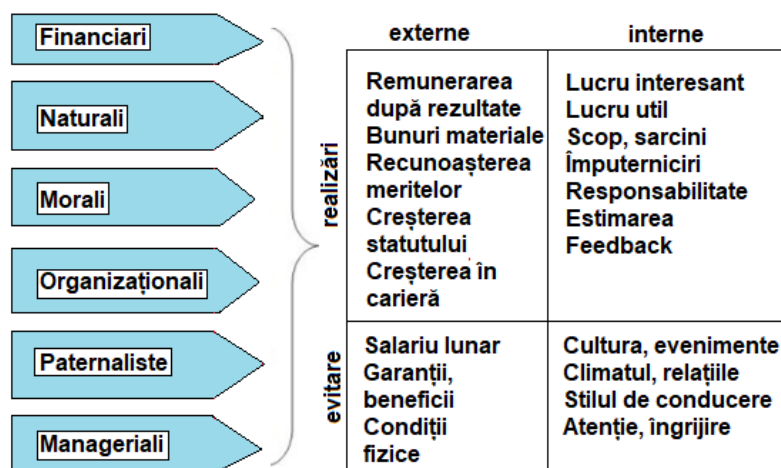 Financiari
Naturali
Morali
Organizaționali
Paternaliste
Manageriali
externe
interne
realizări
Remunerarea
după rezultate
Bunuri materiale
Recunoașterea
meritelor
Creșterea
statutului
Creșterea în
carieră
Lucru interesant
Lucru util
Scop, sarcini
Împuterniciri
Responsabilitate
Estimarea
Feedback
evitare
Salariu lunar
Garanții,
beneficii
Condiții
fizice
Cultura, evenimente
Climatul, relațiile
Stilul de conducere
Atenție, îngrijire